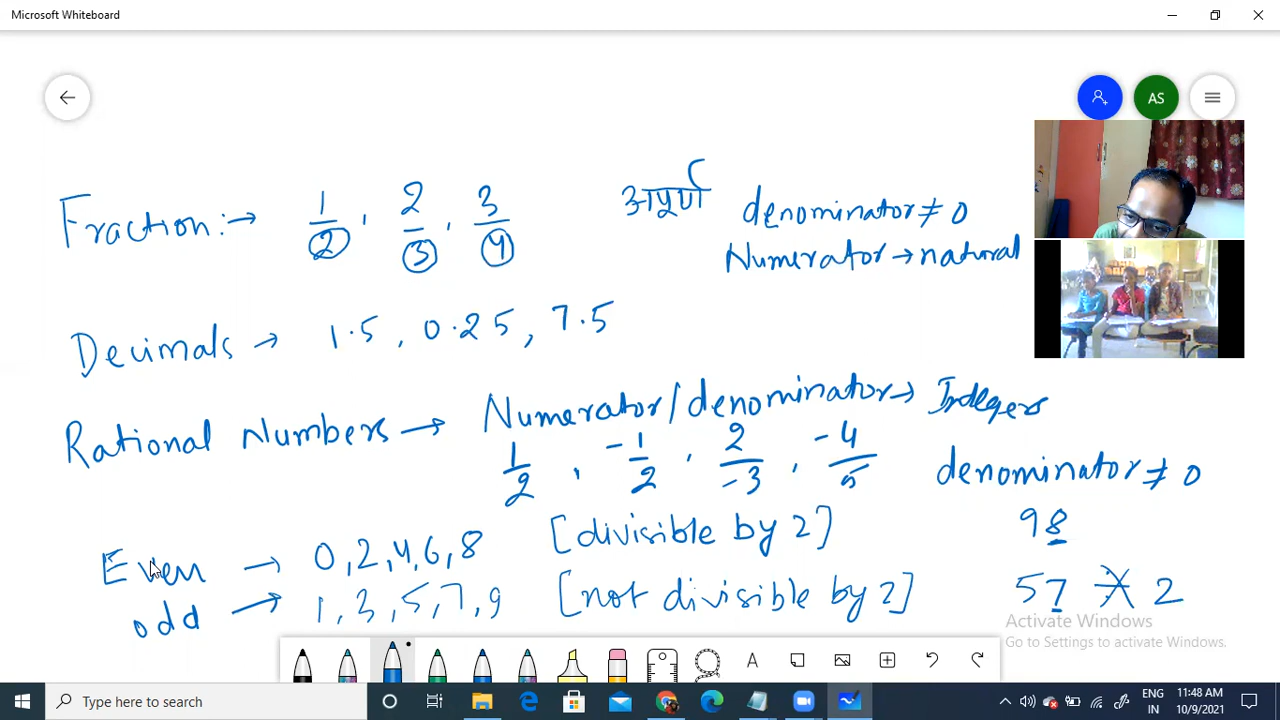 Microsoft Whiteboard
AS
Fraction:→ 1/2, 2/3, 3/4 अपूर्ण denominator ≠ 0
Numerator → natural
Decimals → 1.5, 0.25, 7.5
Rational Numbers → Numerator/denominator → Integers
1/2, -1/2, 2/-3, -4/5 denominator ≠ 0
Even → 0,2,4,6,8 [divisible by 2] 98
odd → 1,3,5,7,9 [not divisible by 2] 57 ÷ 2
Activate Windows
Go to Settings to activate Windows.
A
Type here to search
ENG 11:48 AM
IN 10/9/2021